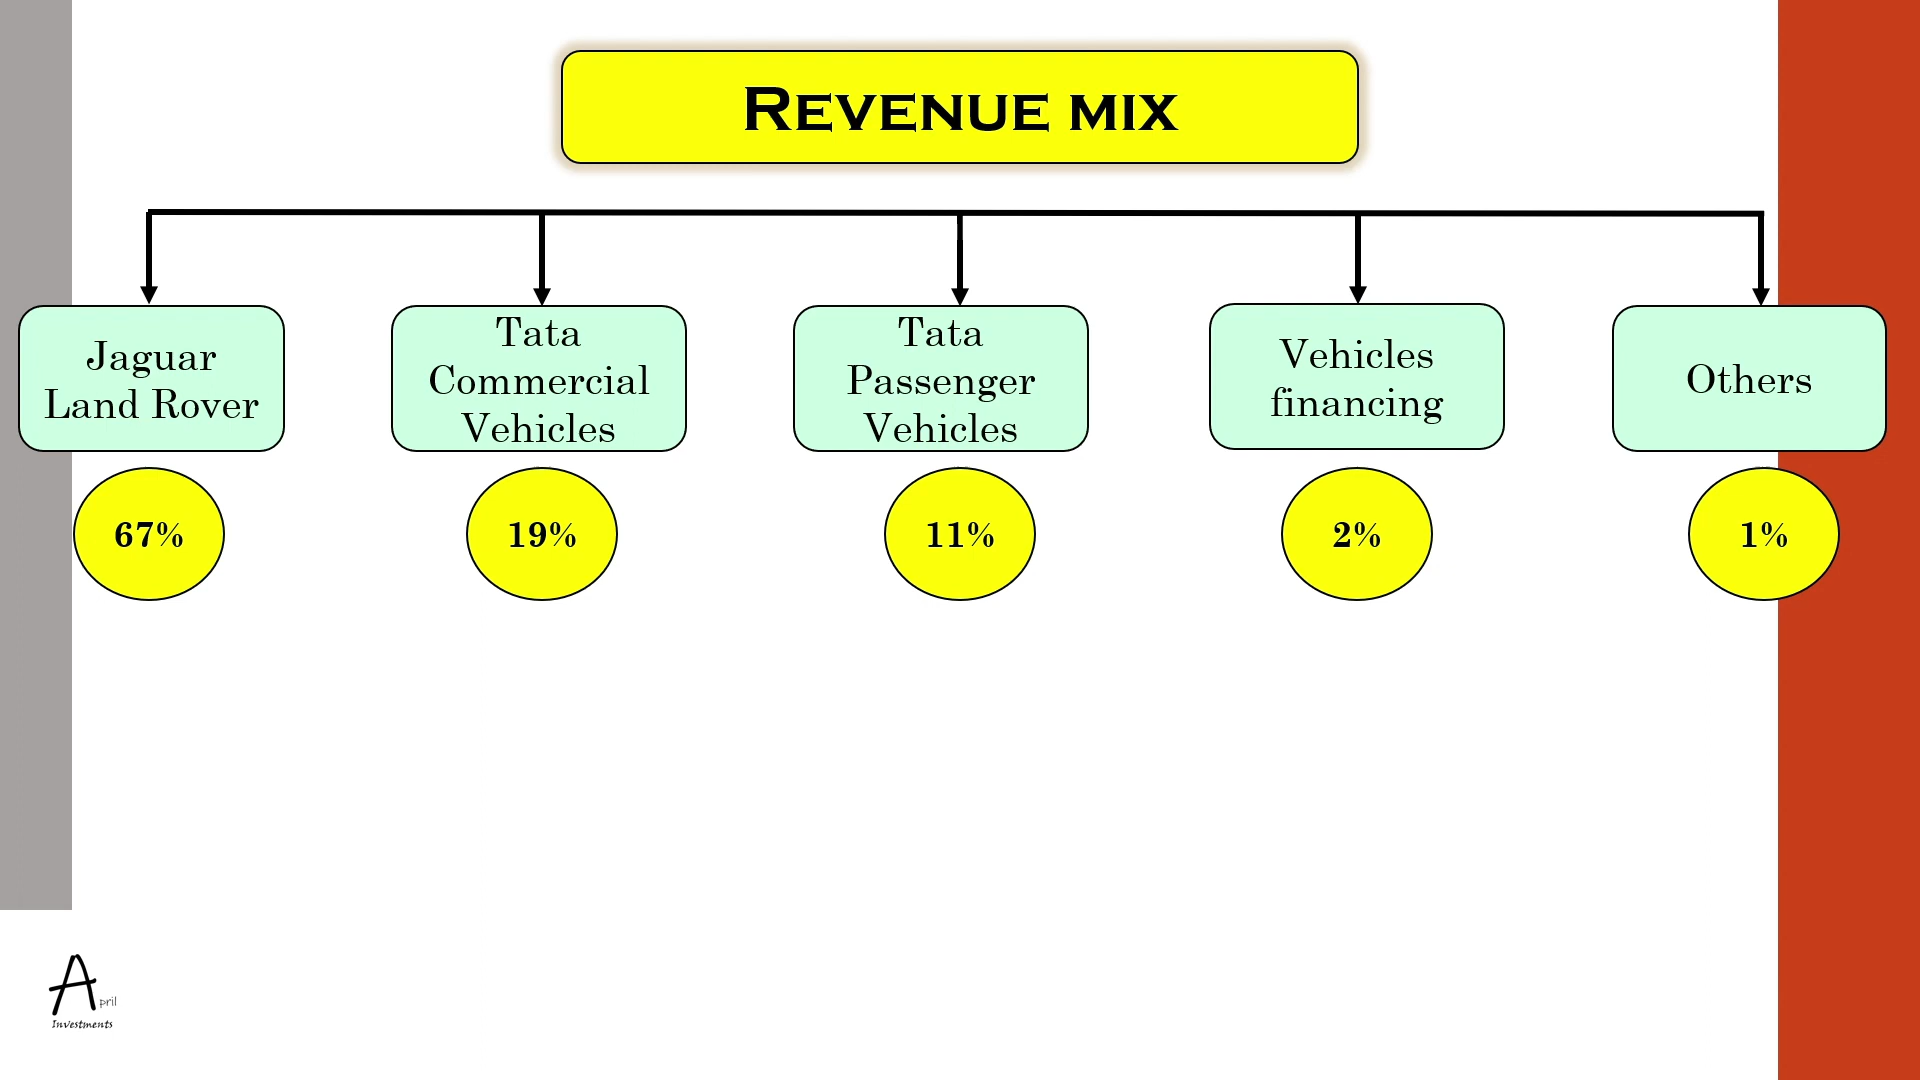 Revenue mix
Jaguar
Land Rover
Tata
Commercial
Vehicles
Tata
Passenger
Vehicles
Vehicles
financing
Others
67%
19%
11%
2%
1%
April
Investments